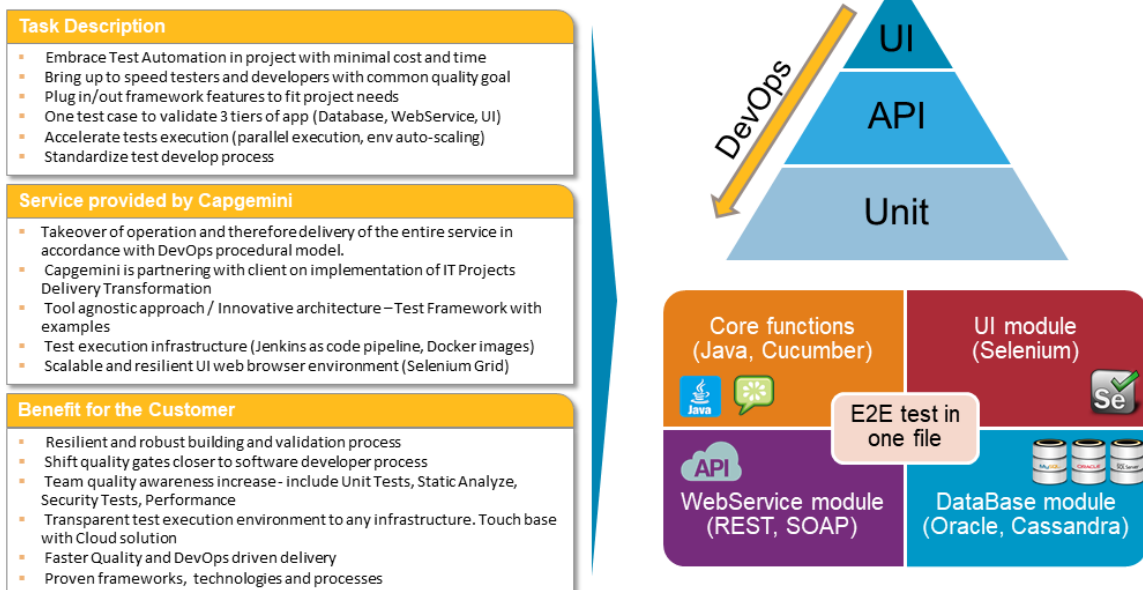 Task Description
Embrace Test Automation in project with minimal cost and time
Bring up to speed testers and developers with common quality goal
Plug in/out framework features to fit project needs
One test case to validate 3 tiers of app (Database, WebService, UI)
Accelerate tests execution (parallel execution, env auto-scaling)
Standardize test develop process
Service provided by Capgemini
Takeover of operation and therefore delivery of the entire service in
accordance with DevOps procedural model.
Capgemini is partnering with client on implementation of IT Projects
Delivery Transformation
Tool agnostic approach / Innovative architecture – Test Framework with
examples
Test execution infrastructure (Jenkins as code pipeline, Docker images)
Scalable and resilient UI web browser environment (Selenium Grid)
Benefit for the Customer
Resilient and robust building and validation process
Shift quality gates closer to software developer process
Team quality awareness increase - include Unit Tests, Static Analyze,
Security Tests, Performance
Transparent test execution environment to any infrastructure. Touch base
with Cloud solution
Faster Quality and DevOps driven delivery
Proven frameworks, technologies and processes
DevOps
UI
API
Unit
Core functions
(Java, Cucumber)
Java
UI module
(Selenium)
Se
E2E test in
one file
API
WebService module
(REST, SOAP)
MySQL
ORACLE
SQL Server
DataBase module
(Oracle, Cassandra)